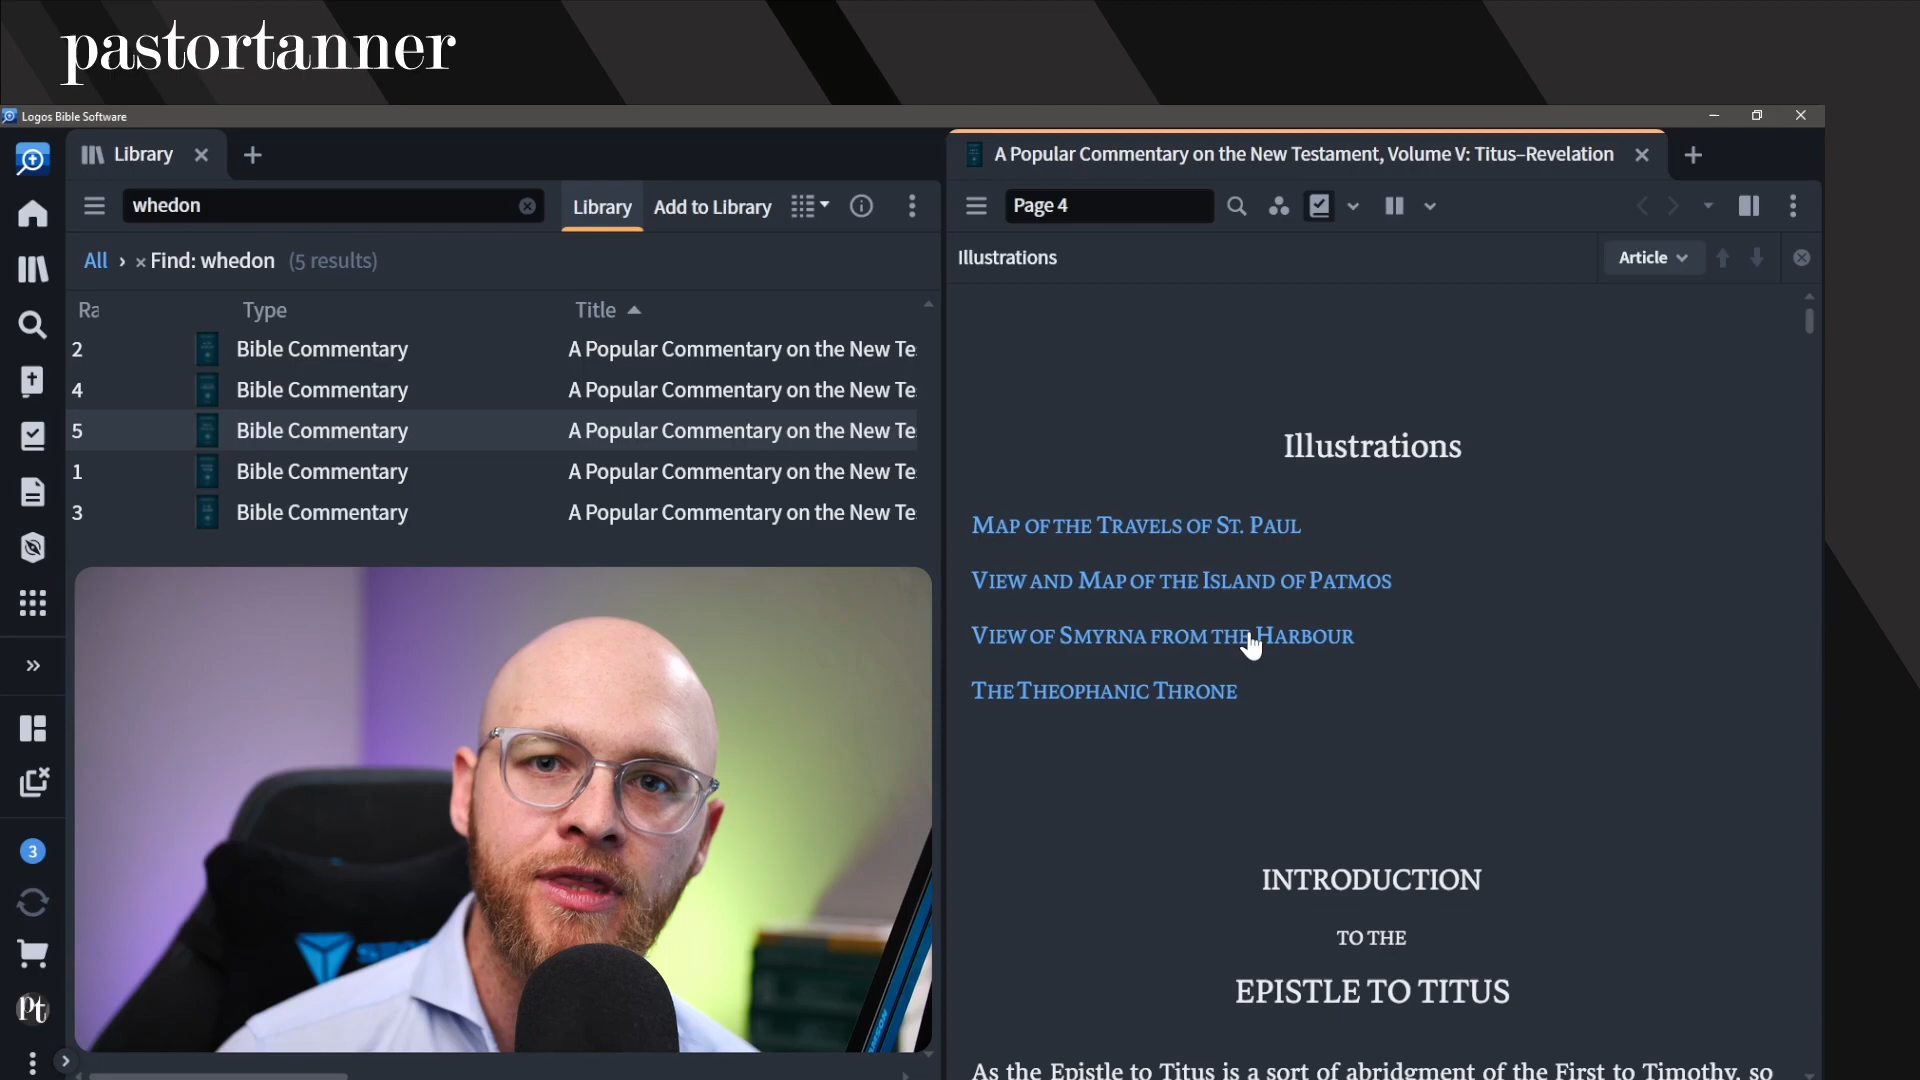 pastortanner
Logos Bible Software
Library
A Popular Commentary on the New Testament, Volume V: Titus–Revelation
whedon
Library
Add to Library
Page 4
All › × Find: whedon (5 results)
Illustrations
Article
Ra Type Title
2 Bible Commentary A Popular Commentary on the New Te
4 Bible Commentary A Popular Commentary on the New Te
5 Bible Commentary A Popular Commentary on the New Te
1 Bible Commentary A Popular Commentary on the New Te
3 Bible Commentary A Popular Commentary on the New Te
Illustrations
MAP OF THE TRAVELS OF ST. PAUL
VIEW AND MAP OF THE ISLAND OF PATMOS
VIEW OF SMYRNA FROM THE HARBOUR
THE THEOPHANIC THRONE
INTRODUCTION
TO THE
EPISTLE TO TITUS
As the Epistle to Titus is a sort of abridgment of the First to Timothy, so
3
pt